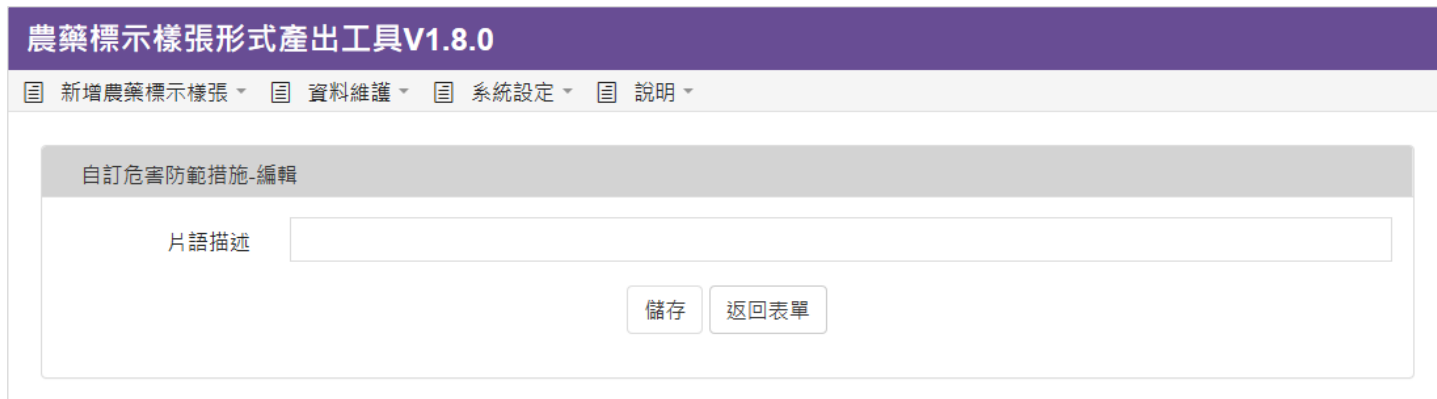 農藥標示樣張形式產出工具V1.8.0
新增農藥標示樣張 資料維護 系統設定 說明
自訂危害防範措施-編輯
片語描述
儲存 返回表單